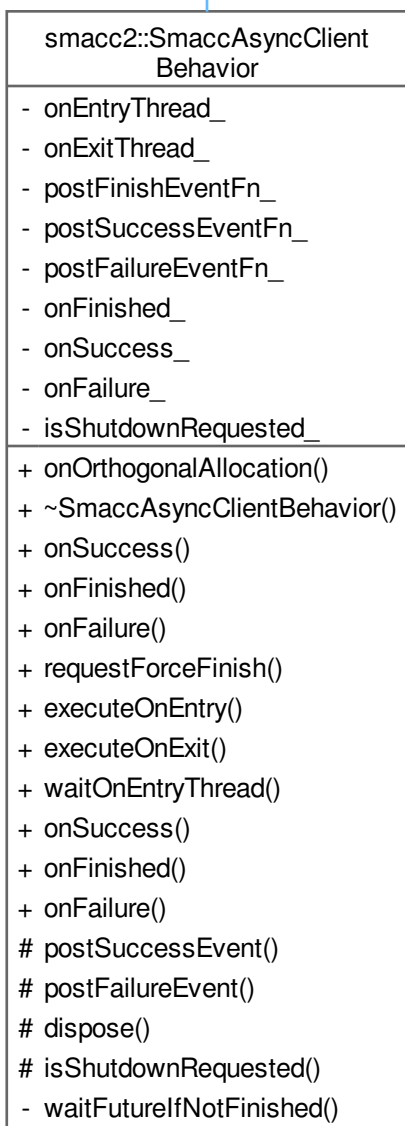 smacc2::SmaccAsyncClient
Behavior
- onEntryThread_
- onExitThread_
- postFinishEventFn_
- postSuccessEventFn_
- postFailureEventFn_
- onFinished_
- onSuccess_
- onFailure_
- isShutdownRequested_
+ onOrthogonalAllocation()
+ ~SmaccAsyncClientBehavior()
+ onSuccess()
+ onFinished()
+ onFailure()
+ requestForceFinish()
+ executeOnEntry()
+ executeOnExit()
+ waitOnEntryThread()
+ onSuccess()
+ onFinished()
+ onFailure()
# postSuccessEvent()
# postFailureEvent()
# dispose()
# isShutdownRequested()
- waitFutureIfNotFinished()